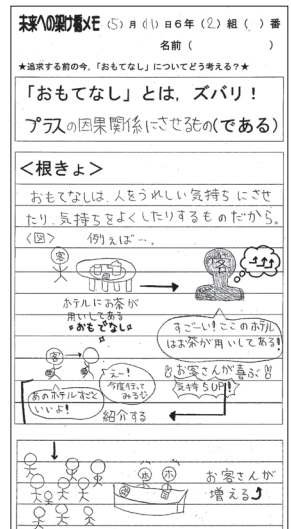 未来への架け橋メモ (5)月(11)日6年(2)組( )番
名前( )
★追求する前の今,「おもてなし」についてどう考える?★
「おもてなし」とは,ズバリ!
プラスの因果関係にさせるもの(である)
<根きょ>
おもてなしは、人をうれしい気持ちにさせ
たり、気持ちをよくしたりするものだから。
<図> 例えば…、
客
客
ホテルにお茶が
用いしてある
*おもてなし*
すご〜い!ここのホテル
はお茶が用いしてある!
客
え〜!
今度行って
みるな
あのホテルすごく
いいよ!
お客さんが喜ぶ
気持ちUP!!
紹介する
ホ
ホ
お客さんが
増える